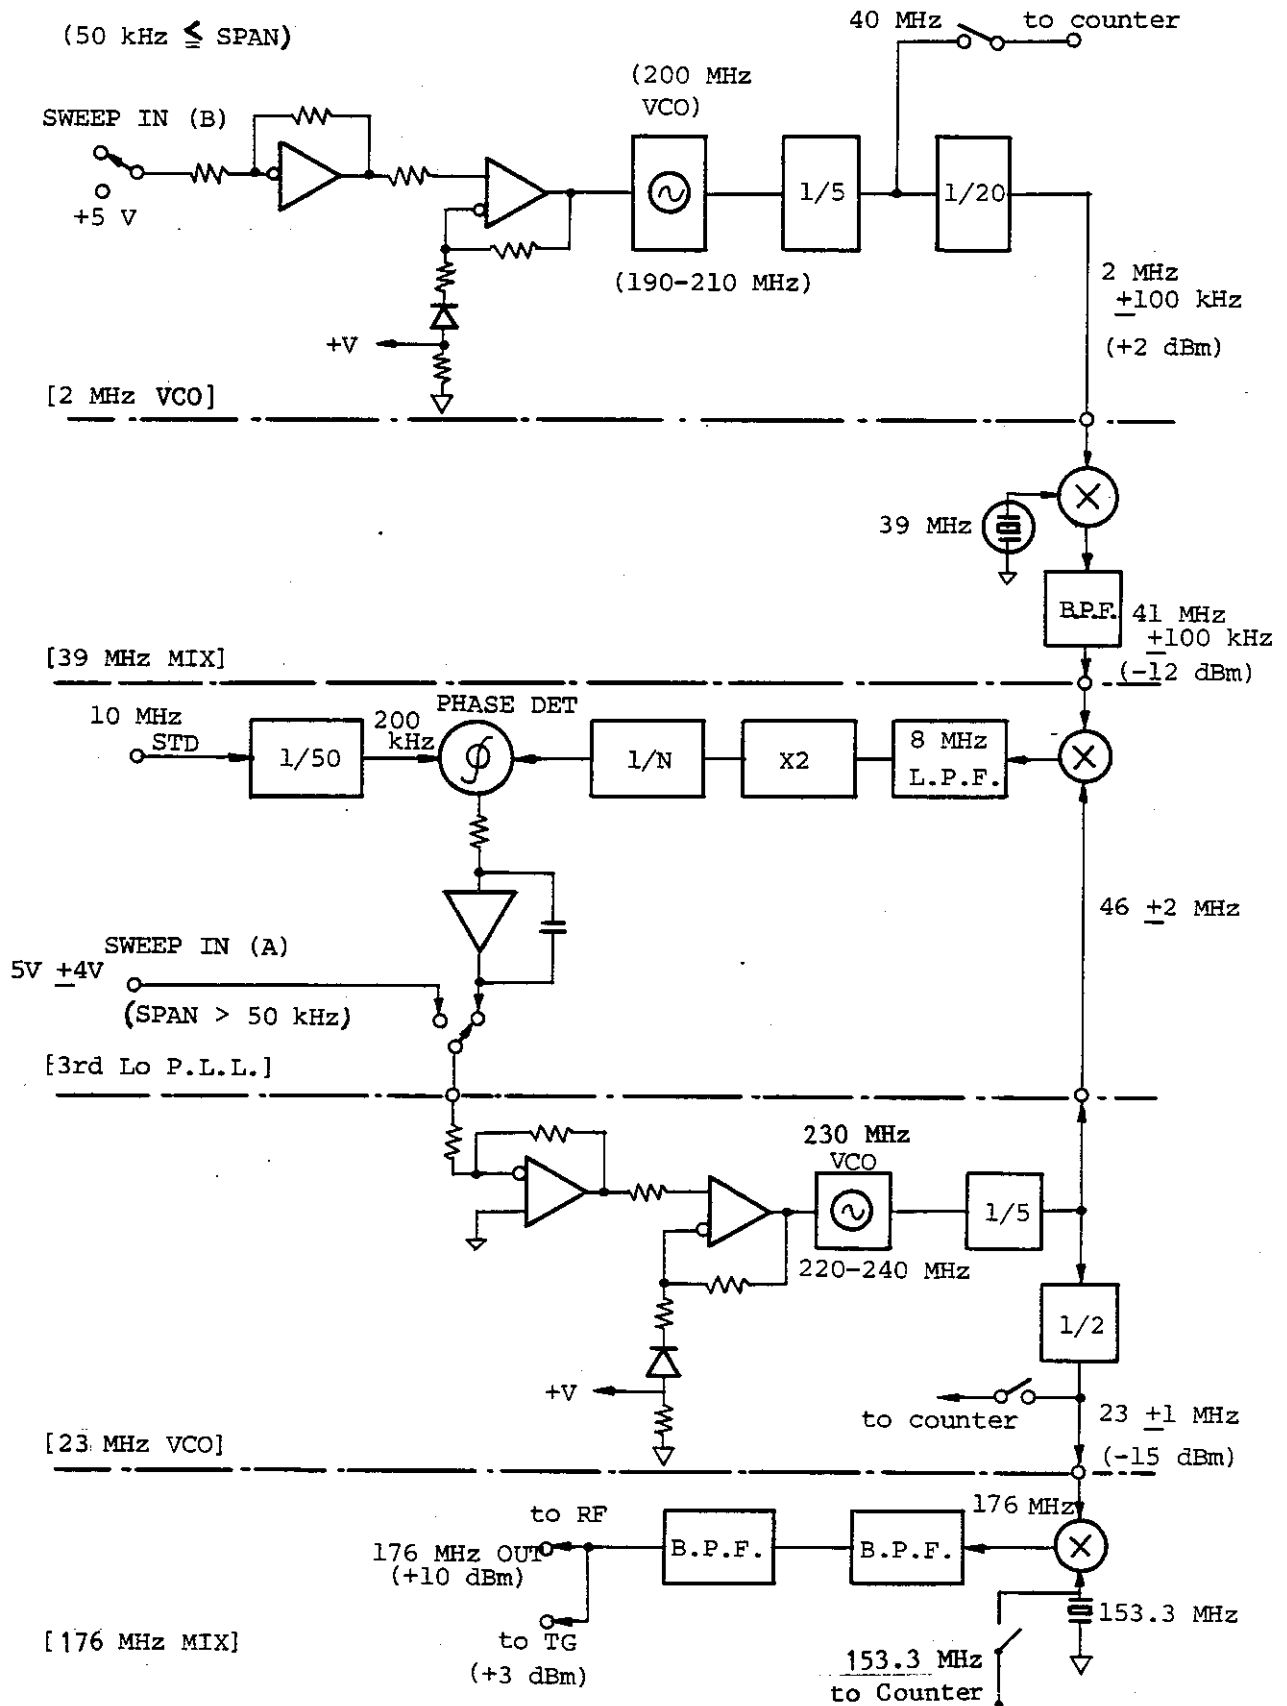 (50 kHz ≦ SPAN)
40 MHz
to counter
(200 MHz
VCO)
SWEEP IN (B)
+5 V
1/5
1/20
(190-210 MHz)
2 MHz
±100 kHz
(+2 dBm)
+V
[2 MHz VCO]
39 MHz
B.P.F.
41 MHz
±100 kHz
(-12 dBm)
[39 MHz MIX]
10 MHz
STD
1/50
200
kHz
PHASE DET
1/N
X2
8 MHz
L.P.F.
46 ±2 MHz
SWEEP IN (A)
5V ±4V
(SPAN > 50 kHz)
[3rd Lo P.L.L.]
230 MHz
VCO
1/5
220-240 MHz
1/2
+V
to counter
23 ±1 MHz
(-15 dBm)
[23 MHz VCO]
176 MHz
to RF
176 MHz OUT
(+10 dBm)
B.P.F.
B.P.F.
153.3 MHz
to TG
(+3 dBm)
[176 MHz MIX]
153.3 MHz
to Counter